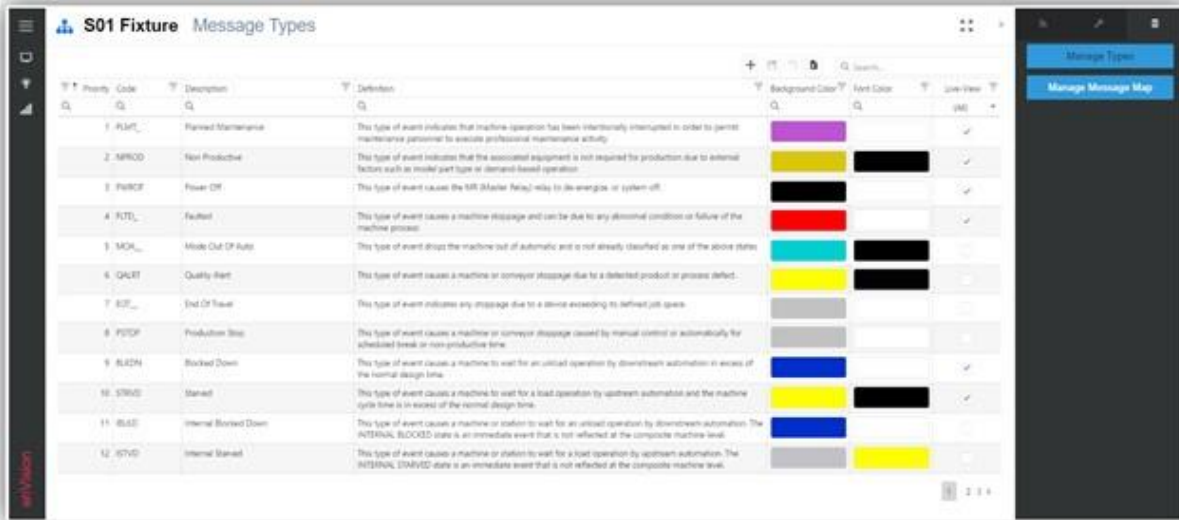 S01 Fixture Message Types
Search...
Manage Types
Manage Message Map
Priority Code Description Definition Background Color Font Color Live-View
(All)
1 PLMT_ Planned Maintenance This type of event indicates that machine operation has been intentionally interrupted in order to permit
maintenance personnel to execute professional maintenance activity.
2 NPROD Non Productive This type of event indicates that the associated equipment is not required for production due to external
factors such as model part type or demand-based operation
3 Power Off This type of event causes the MR (Master Relay) relay to de-energize. or system off.
4 FLTD_ Faulted This type of event causes a machine stoppage and can be due to any abnormal condition or failure of the
machine process.
5 MOA__ Mode Out Of Auto This type of event drops the machine out of automatic and is not already classified as one of the above states
6 QALRT Quality Alert This type of event causes a machine or conveyor stoppage due to a detected product or process defect.
7 EOT__ End Of Travel This type of event indicates any stoppage due to a device exceeding its defined job space.
8 PSTOP Production Stop This type of event causes a machine or conveyor stoppage caused by manual control or automatically for
scheduled break or non-productive time.
9 BLKDN Blocked Down This type of event causes a machine to wait for an unload operation by downstream automation in excess of
the normal design time.
10 STRVD Starved This type of event causes a machine to wait for a load operation by upstream automation and the machine
cycle time is in excess of the normal design time.
11 Internal Blocked Down This type of event causes a machine or station to wait for an unload operation by downstream automation. The
INTERNAL BLOCKED state is an immediate event that is not reflected at the composite machine level.
12 ISTVD Internal Starved This type of event causes a machine or station to wait for a load operation by upstream automation. The
INTERNAL STARVED state is an immediate event that is not reflected at the composite machine level.
1 2 3 4
enVision